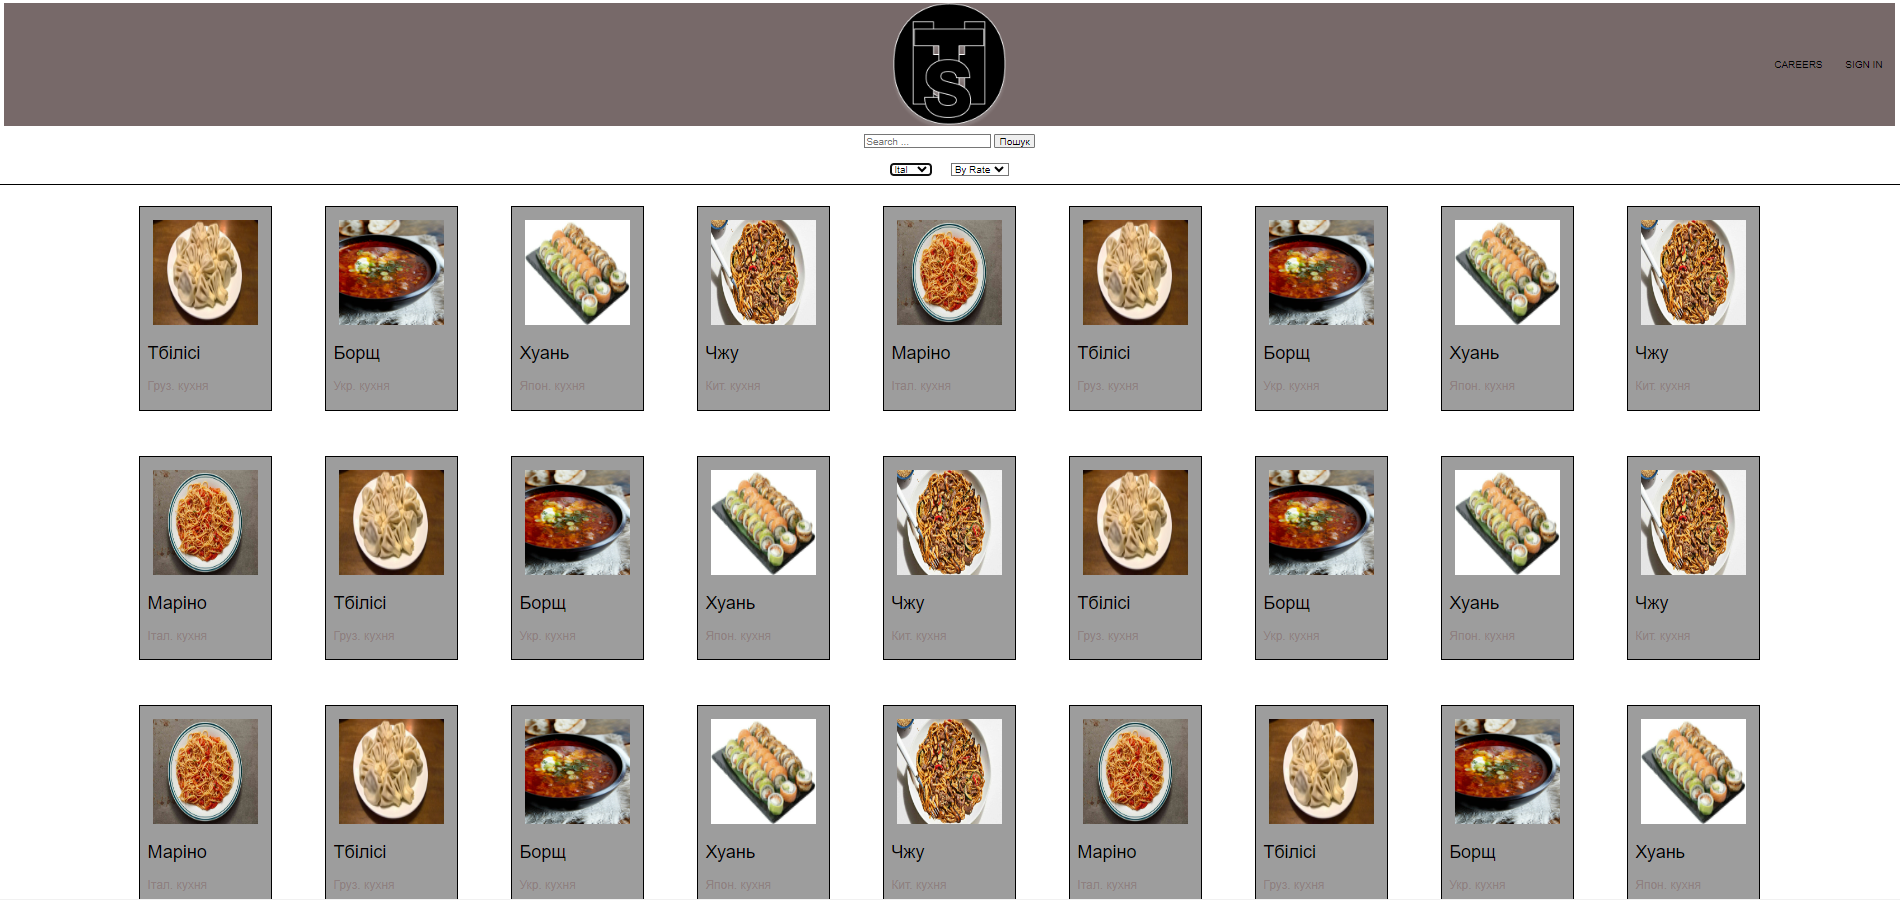 HTS
CAREERS SIGN IN
Search ... Пошук
Ital By Rate
Тбілісі Борщ Хуань Чжу Маріно Тбілісі Борщ Хуань Чжу
Груз. кухня Укр. кухня Япон. кухня Кит. кухня Італ. кухня Груз. кухня Укр. кухня Япон. кухня Кит. кухня
Маріно Тбілісі Борщ Хуань Чжу Тбілісі Борщ Хуань Чжу
Італ. кухня Груз. кухня Укр. кухня Япон. кухня Кит. кухня Груз. кухня Укр. кухня Япон. кухня Кит. кухня
Маріно Тбілісі Борщ Хуань Чжу Маріно Тбілісі Борщ Хуань
Італ. кухня Груз. кухня Укр. кухня Япон. кухня Кит. кухня Італ. кухня Груз. кухня Укр. кухня Япон. кухня